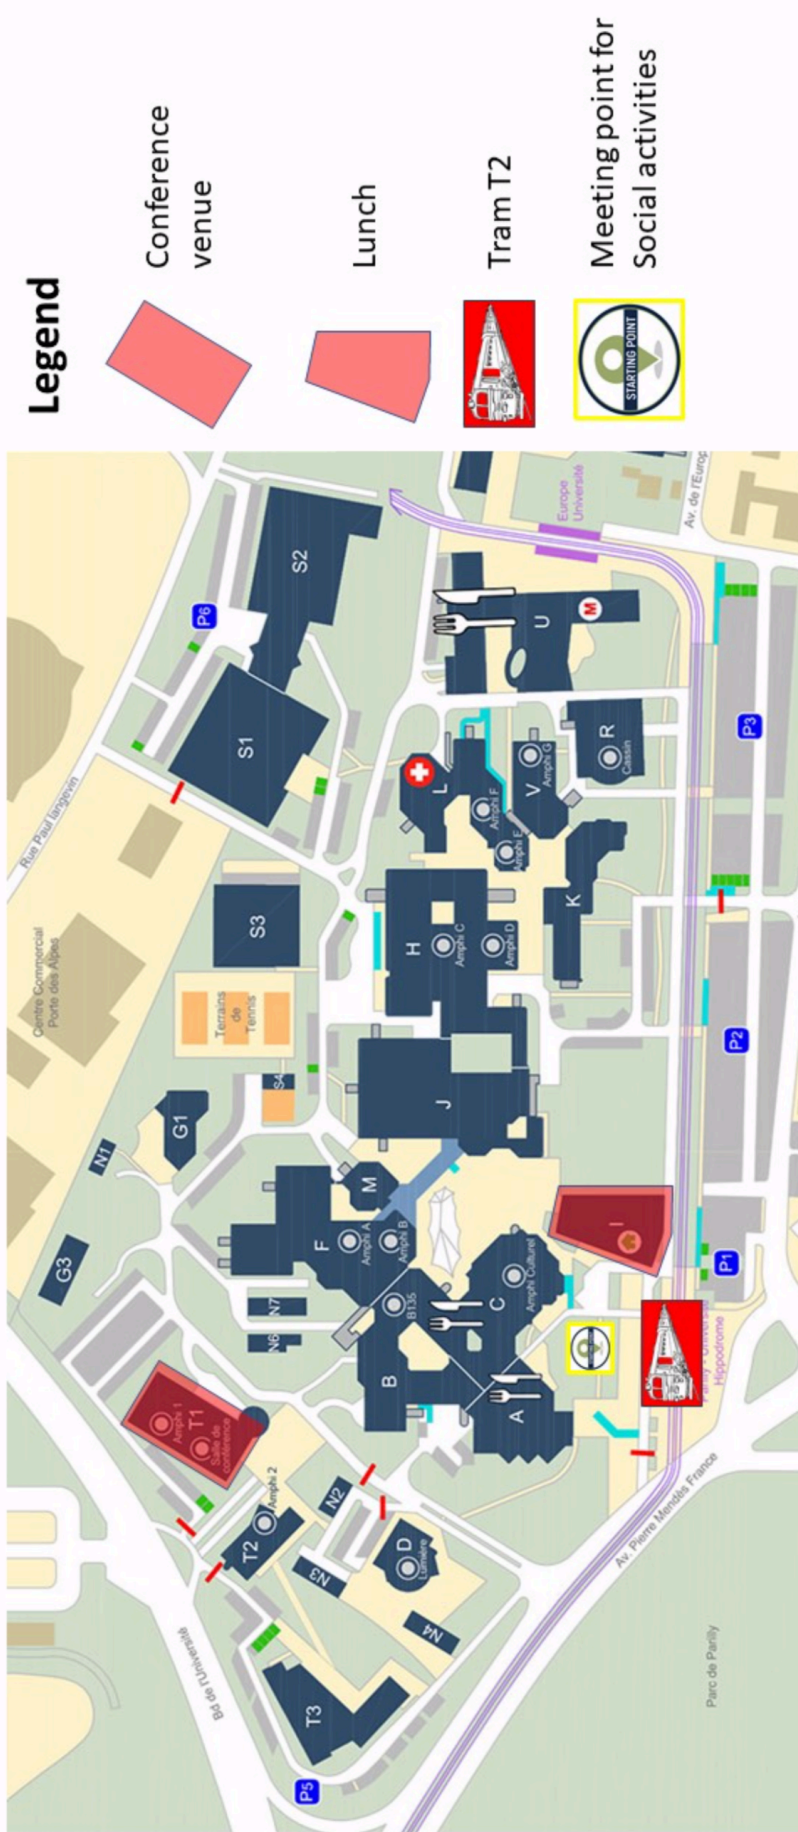 Legend
Conference
venue
Lunch
Tram T2
Meeting point for
Social activities
STARTING POINT
Rue Paul langevin
Centre Commercial
Porte des Alpes
P6
S2
S1
S3
Terrains
de
Tennis
S4
G1
N1
G3
N7
N6
F
Amphi A
Amphi B
M
B135
B
C
Amphi Culturel
A
J
H
Amphi C
Amphi D
L
Amphi F
Amphi E
V
Amphi G
R
Cassin
K
U
M
Europe
Université
Av. de l'Europ
P3
P2
P1
I
Hippodrome
Av. Pierre Mendès France
Parc de Parilly
Bd de l'Université
Amphi 1
T1
Salle de
conférence
T2
Amphi 2
N2
N3
D
Lumière
N4
T3
P5